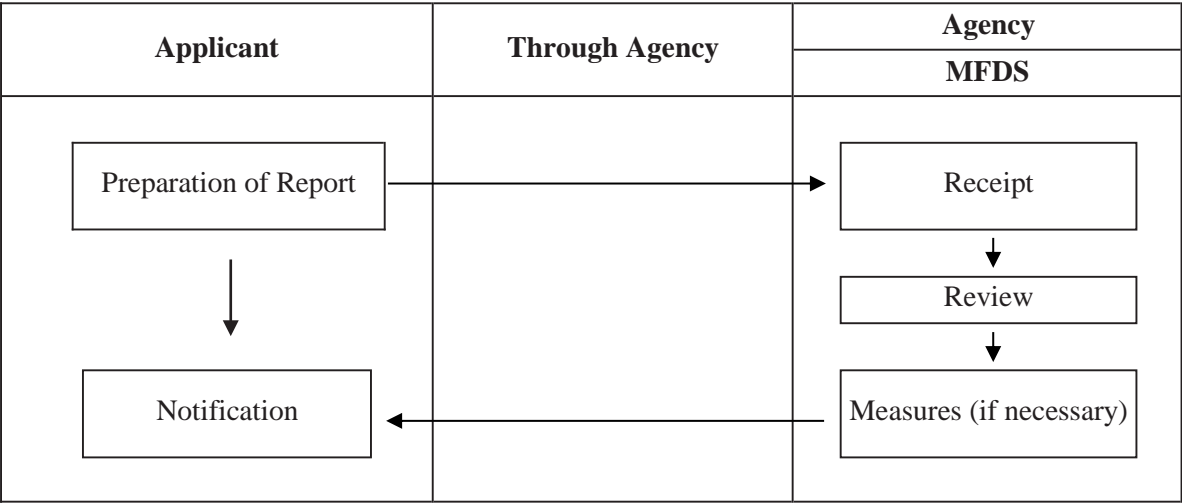 Applicant
Through Agency
Agency
MFDS
Preparation of Report
Receipt
Review
Notification
Measures (if necessary)